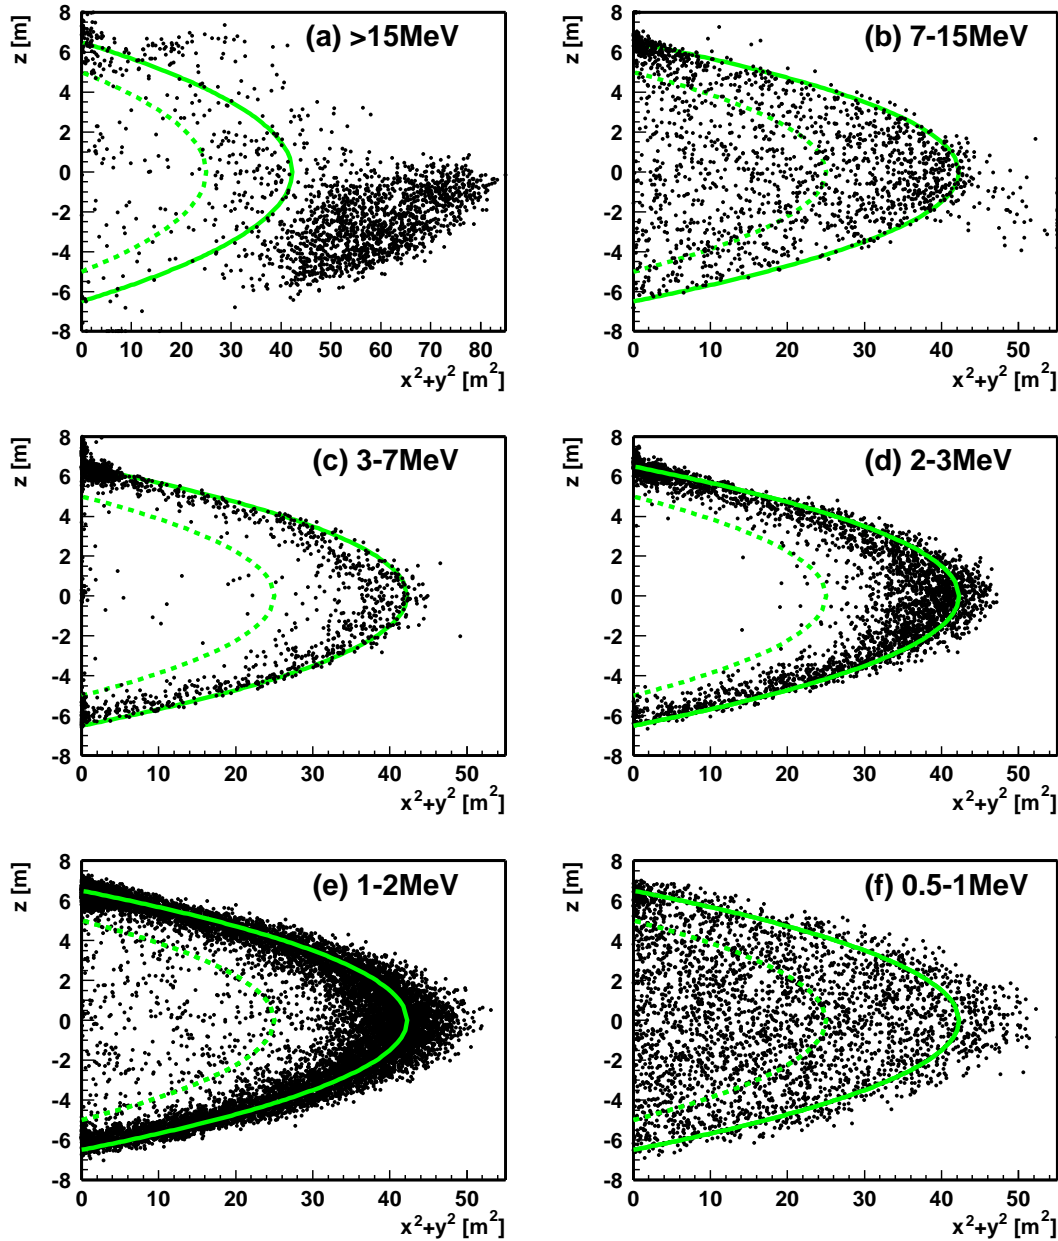 (a) >15MeV
z [m]
8
6
4
2
0
-2
-4
-6
-8
0 10 20 30 40 50 60 70 80
x²+y² [m²]
(b) 7-15MeV
z [m]
8
6
4
2
0
-2
-4
-6
-8
0 10 20 30 40 50
x²+y² [m²]
(c) 3-7MeV
z [m]
8
6
4
2
0
-2
-4
-6
-8
0 10 20 30 40 50
x²+y² [m²]
(d) 2-3MeV
z [m]
8
6
4
2
0
-2
-4
-6
-8
0 10 20 30 40 50
x²+y² [m²]
(e) 1-2MeV
z [m]
8
6
4
2
0
-2
-4
-6
-8
0 10 20 30 40 50
x²+y² [m²]
(f) 0.5-1MeV
z [m]
8
6
4
2
0
-2
-4
-6
-8
0 10 20 30 40 50
x²+y² [m²]